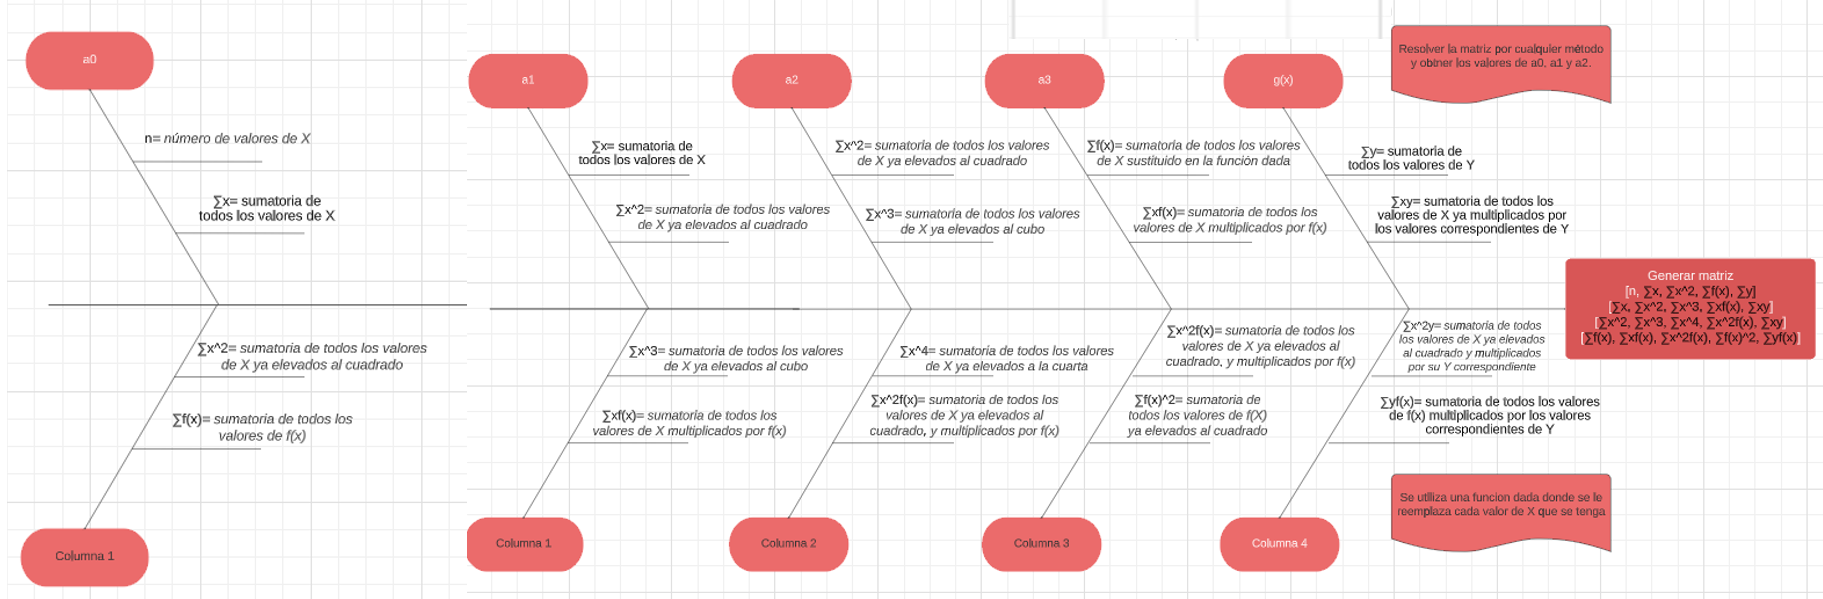 a0
n= número de valores de X
∑x= sumatoria de
todos los valores de X
∑x^2= sumatoria de todos los valores
de X ya elevados al cuadrado
∑f(x)= sumatoria de todos los
valores de f(x)
Columna 1
a1
∑x= sumatoria de
todos los valores de X
∑x^2= sumatoria de todos los valores
de X ya elevados al cuadrado
∑x^3= sumatoria de todos los valores
de X ya elevados al cubo
∑xf(x)= sumatoria de todos los
valores de X multiplicados por f(x)
Columna 1
a2
∑x^2= sumatoria de todos los valores
de X ya elevados al cuadrado
∑x^3= sumatoria de todos los valores
de X ya elevados al cubo
∑x^4= sumatoria de todos los valores
de X ya elevados a la cuarta
∑x^2f(x)= sumatoria de todos los
valores de X ya elevados al
cuadrado, y multiplicados por f(x)
Columna 2
a3
∑f(x)= sumatoria de todos los valores
de X sustituido en la función dada
∑xf(x)= sumatoria de todos los
valores de X multiplicados por f(x)
∑x^2f(x)= sumatoria de todos los
valores de X ya elevados al
cuadrado, y multiplicados por f(x)
∑f(x)^2= sumatoria de
todos los valores de f(X)
ya elevados al cuadrado
Columna 3
g(x)
∑y= sumatoria de
todos los valores de Y
∑xy= sumatoria de todos los
valores de X ya multiplicados por
los valores correspondientes de Y
∑x^2y= sumatoria de todos
los valores de X ya elevados
al cuadrado y multiplicados
por su Y correspondiente
∑yf(x)= sumatoria de todos los valores
de f(x) multiplicados por los valores
correspondientes de Y
Columna 4
Resolver la matriz por cualquier método
y obtner los valores de a0, a1 y a2.
Generar matriz
[n, ∑x, ∑x^2, ∑f(x), ∑y]
[∑x, ∑x^2, ∑x^3, ∑xf(x), ∑xy]
[∑x^2, ∑x^3, ∑x^4, ∑x^2f(x), ∑xy]
[∑f(x), ∑xf(x), ∑x^2f(x), ∑f(x)^2, ∑yf(x)]
Se utiliza una funcion dada donde se le
reemplaza cada valor de X que se tenga